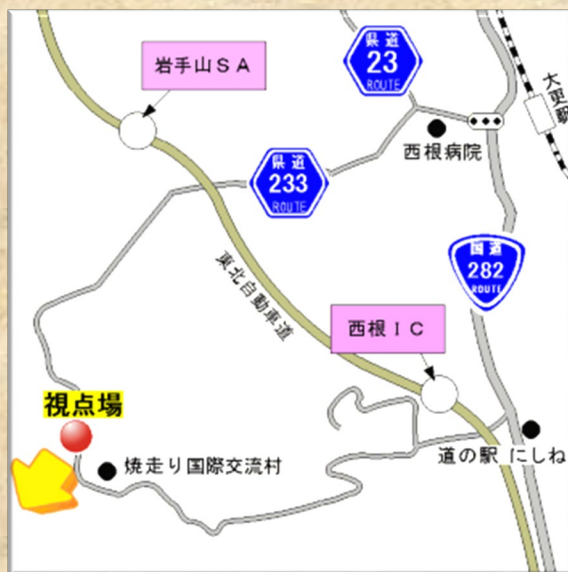 岩手山SA
県道
23
ROUTE
大更駅
西根病院
県道
233
ROUTE
東北自動車道
国道
282
ROUTE
西根IC
視点場
焼走り国際交流村
道の駅 にしね